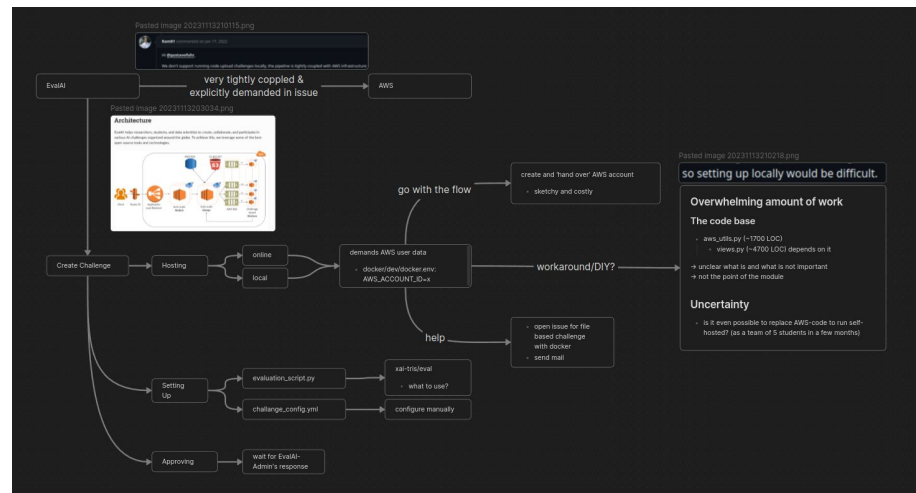 Pasted image 20231113210115.png
Hi @gustavofuhr
We don't support running code upload challenges locally, the pipeline is tightly coupled with AWS infrastructure
EvalAI
very tightly coppled &
explicitly demanded in issue
AWS
Pasted image 20231113203034.png
Architecture
Pasted image 20231113210218.png
so setting up locally would be difficult.
create and 'hand over' AWS account
sketchy and costly
go with the flow
Overwhelming amount of work
The code base
aws_utils.py (~1700 LOC)
views.py (~4700 LOC) depends on it
→ unclear what is and what is not important
→ not the point of the module
Uncertainty
is it even possible to replace AWS-code to run self-
hosted? (as a team of 5 students in a few months)
Create Challenge
Hosting
online
local
demands AWS user data
docker/dev/docker.env:
AWS_ACCOUNT_ID=x
workaround/DIY?
help
open issue for file
based challenge
with docker
send mail
Setting
Up
evaluation_script.py
xai-tris/eval
what to use?
challange_config.yml
configure manually
Approving
wait for EvalAI-
Admin's response